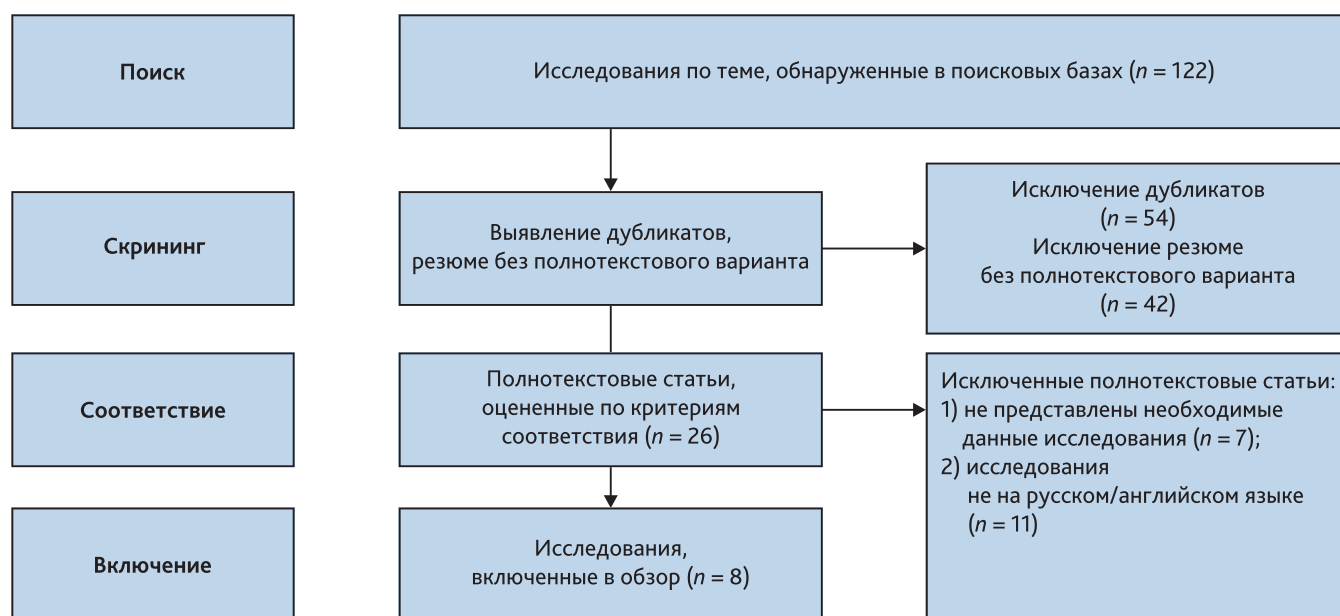 Поиск
Исследования по теме, обнаруженные в поисковых базах (n = 122)
Скрининг
Выявление дубликатов,
резюме без полнотекстового варианта
Исключение дубликатов
(n = 54)
Исключение резюме
без полнотекстового варианта
(n = 42)
Соответствие
Полнотекстовые статьи,
оцененные по критериям
соответствия (n = 26)
Исключенные полнотекстовые статьи:
1) не представлены необходимые
данные исследования (n = 7);
2) исследования
не на русском/английском языке
(n = 11)
Включение
Исследования,
включенные в обзор (n = 8)